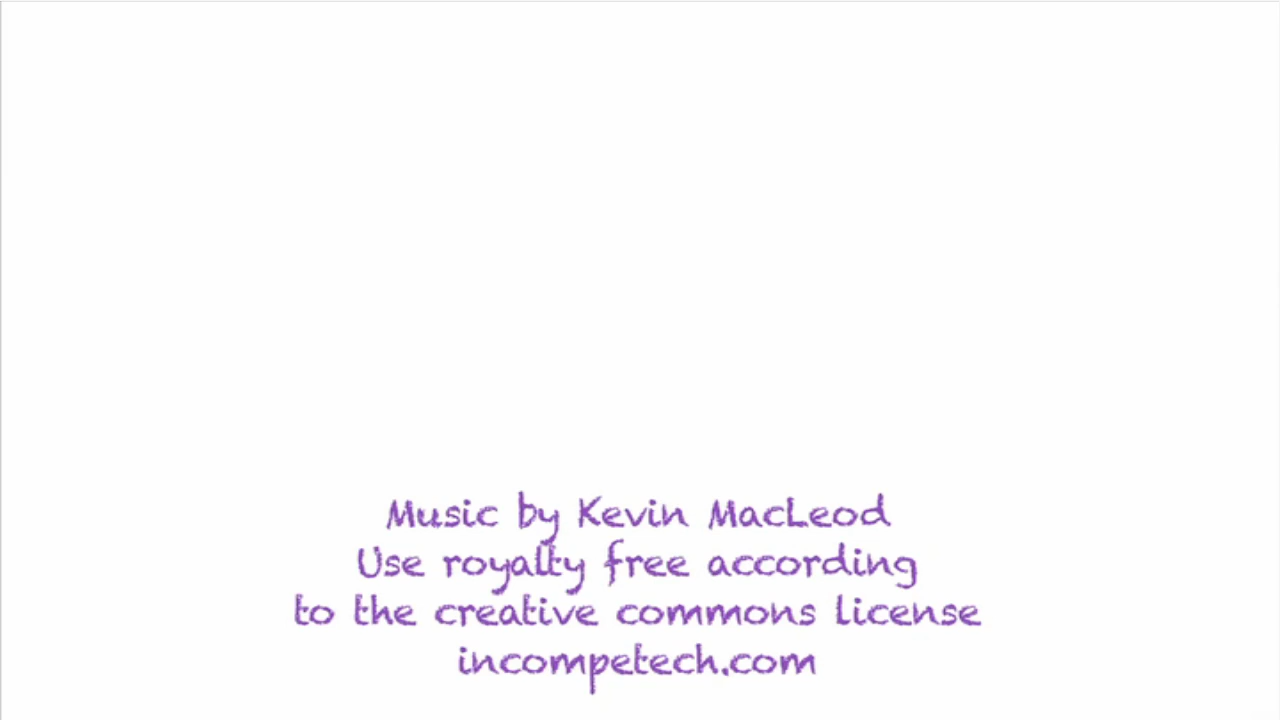 Music by Kevin MacLeod
Use royalty free according
to the creative commons license
incompetech.com